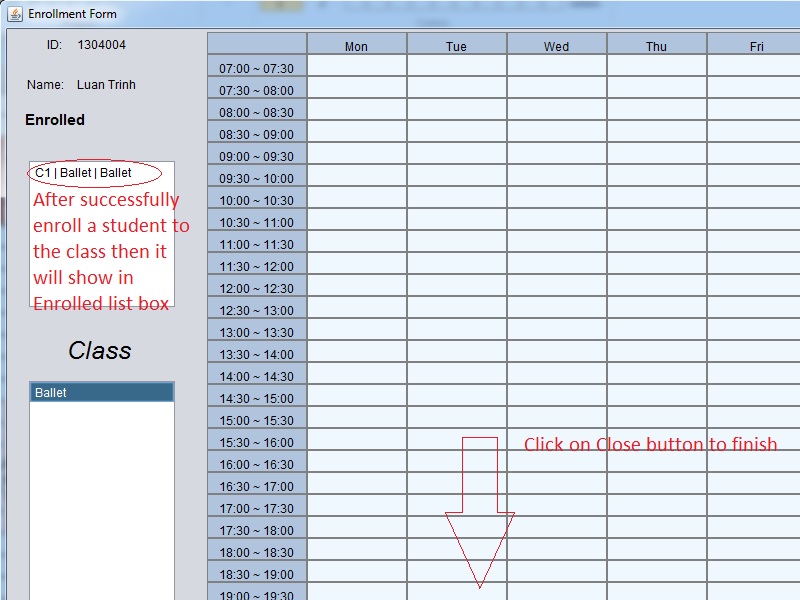 Enrollment Form
ID: 1304004
Name: Luan Trinh
Enrolled
C1 | Ballet | Ballet
After successfully
enroll a student to
the class then it
will show in
Enrolled list box
Class
Ballet
Mon Tue Wed Thu Fri
07:00 ~ 07:30
07:30 ~ 08:00
08:00 ~ 08:30
08:30 ~ 09:00
09:00 ~ 09:30
09:30 ~ 10:00
10:00 ~ 10:30
10:30 ~ 11:00
11:00 ~ 11:30
11:30 ~ 12:00
12:00 ~ 12:30
12:30 ~ 13:00
13:00 ~ 13:30
13:30 ~ 14:00
14:00 ~ 14:30
14:30 ~ 15:00
15:00 ~ 15:30
15:30 ~ 16:00
Click on Close button to finish
16:00 ~ 16:30
16:30 ~ 17:00
17:00 ~ 17:30
17:30 ~ 18:00
18:00 ~ 18:30
18:30 ~ 19:00
19:00 ~ 19:30